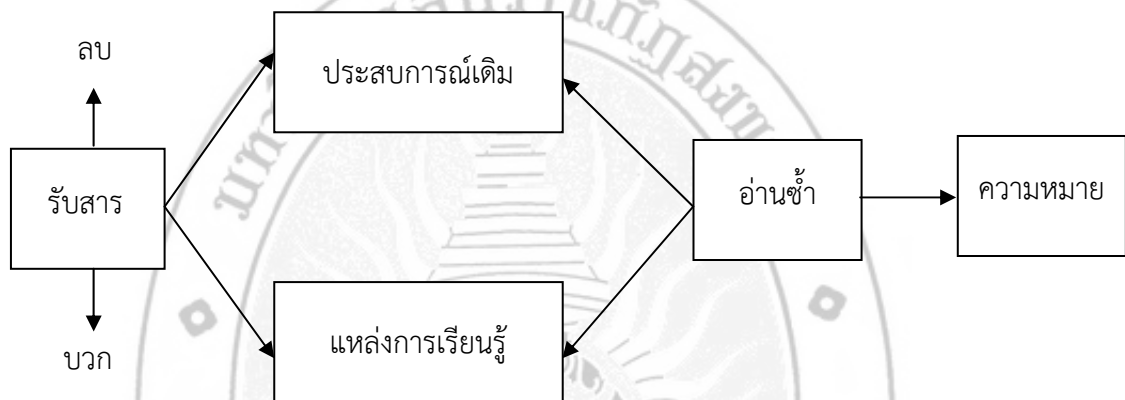 ลบ
ประสบการณ์เดิม
รับสาร
อ่านซ้ำ
ความหมาย
แหล่งการเรียนรู้
บวก